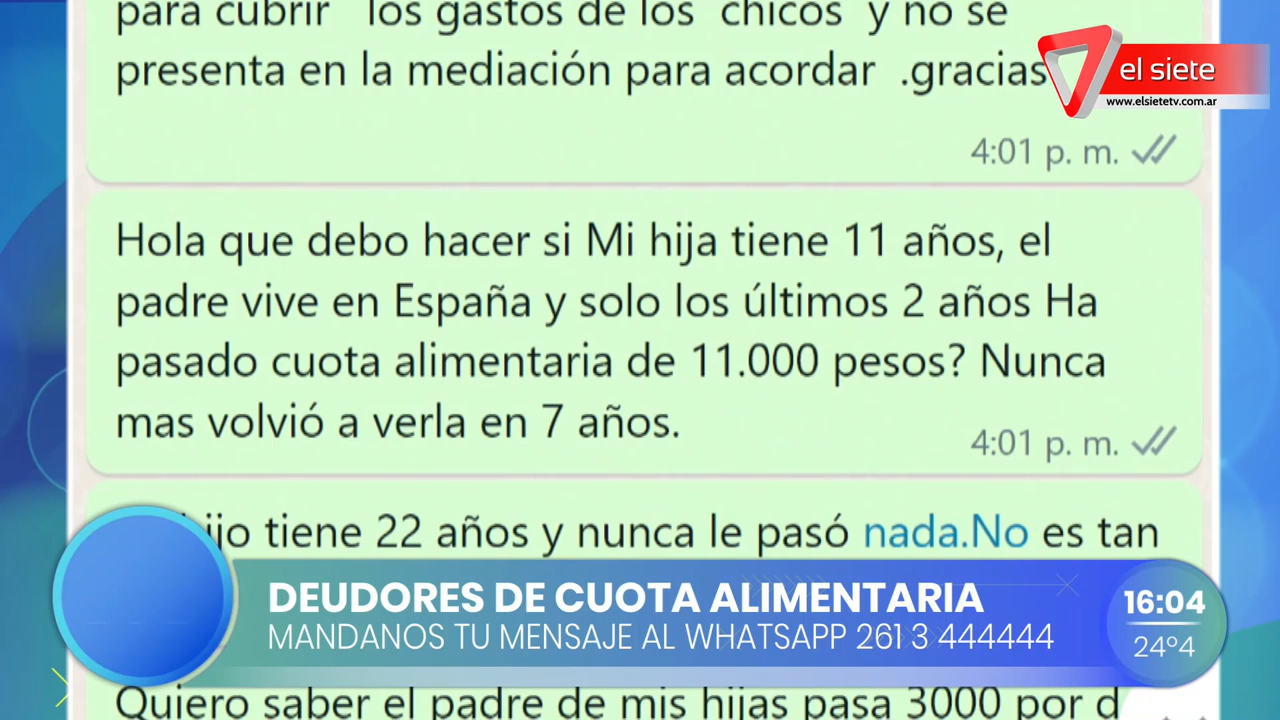 para cubrir los gastos de los chicos y no se
presenta en la mediación para acordar .gracias
4:01 p. m.
el siete
www.elsietetv.com.ar
Hola que debo hacer si Mi hija tiene 11 años, el
padre vive en España y solo los últimos 2 años Ha
pasado cuota alimentaria de 11.000 pesos? Nunca
mas volvió a verla en 7 años.
4:01 p. m.
tiene 22 años y nunca le pasó nada.No es tan
DEUDORES DE CUOTA ALIMENTARIA
MANDANOS TU MENSAJE AL WHATSAPP 261 3 444444
16:04
24º4
Quiero saber el padre de mis hijas pasa 3000 por